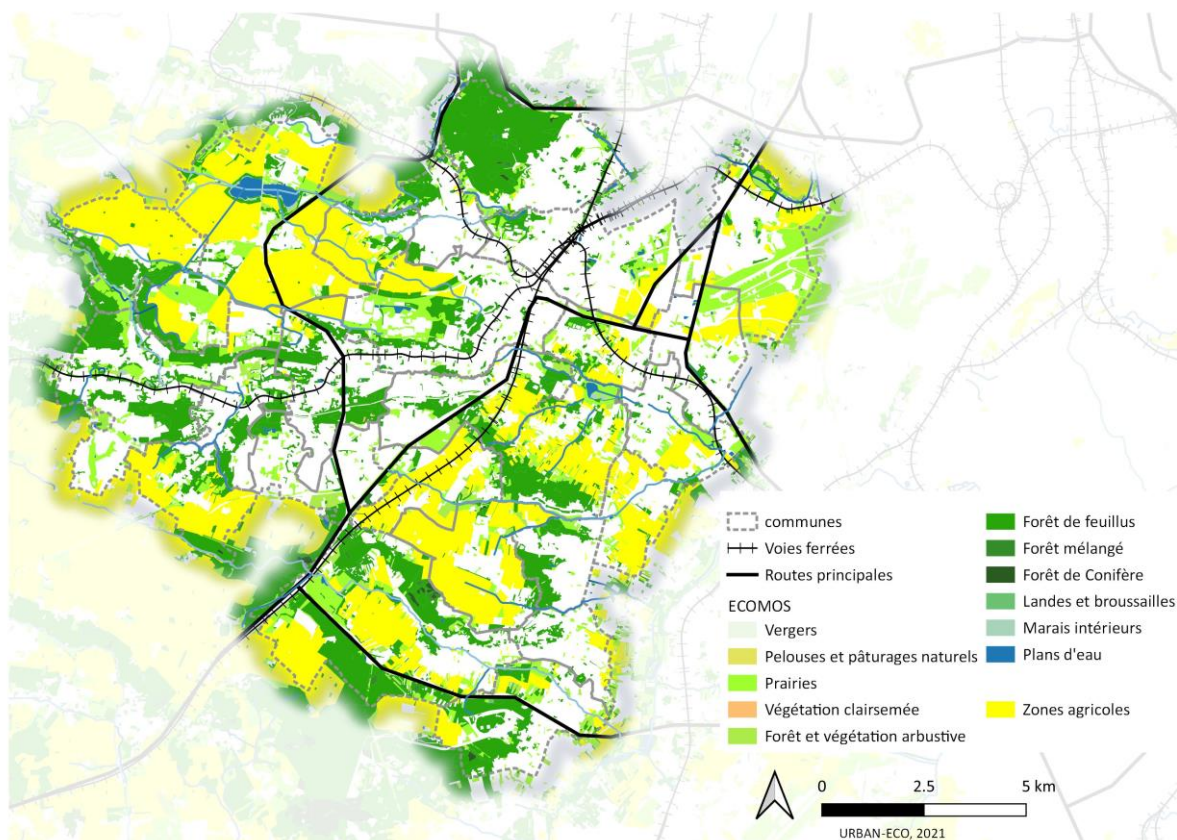 communes
Voies ferrées
Routes principales
ECOMOS
Vergers
Pelouses et pâturages naturels
Prairies
Végétation clairsemée
Forêt et végétation arbustive
Forêt de feuillus
Forêt mélangé
Forêt de Conifère
Landes et broussailles
Marais intérieurs
Plans d'eau
Zones agricoles
0 2.5 5 km
URBAN-ECO, 2021